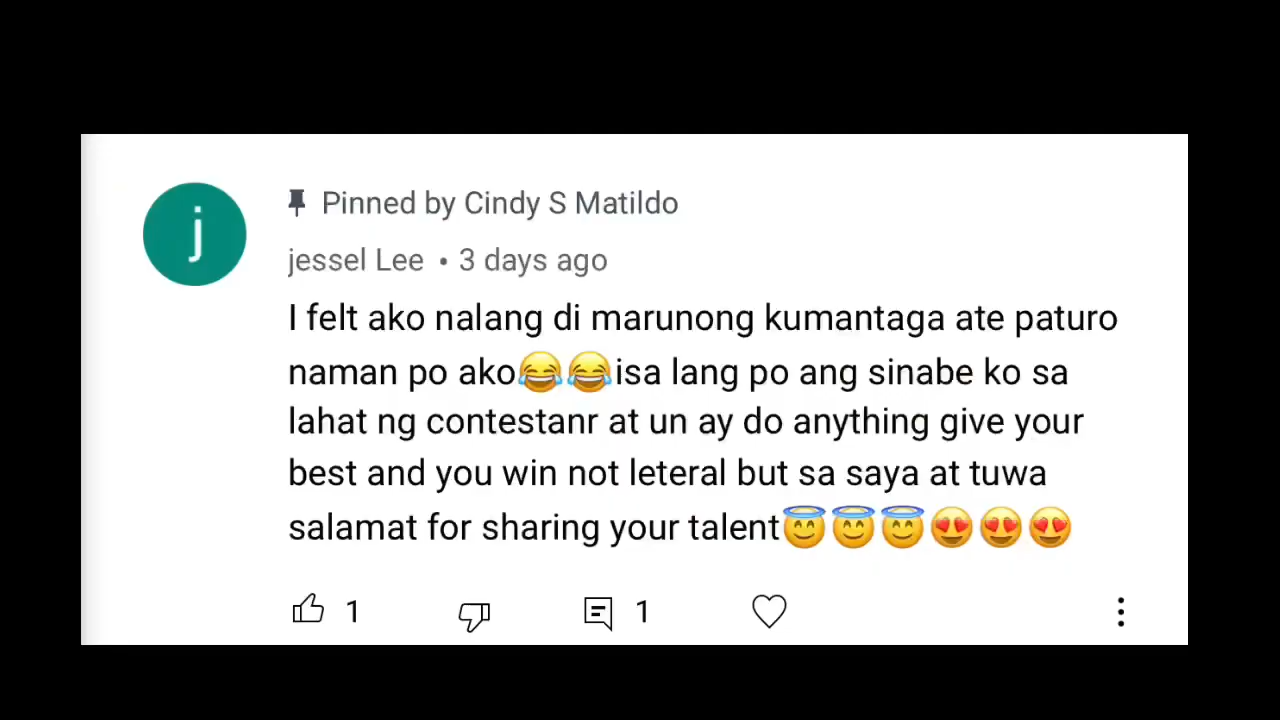 j
Pinned by Cindy S Matildo
jessel Lee • 3 days ago
I felt ako nalang di marunong kumantaga ate paturo
naman po ako😂😂isa lang po ang sinabe ko sa
lahat ng contestanr at un ay do anything give your
best and you win not leteral but sa saya at tuwa
salamat for sharing your talent😇😇😇😍😍😍
1
1